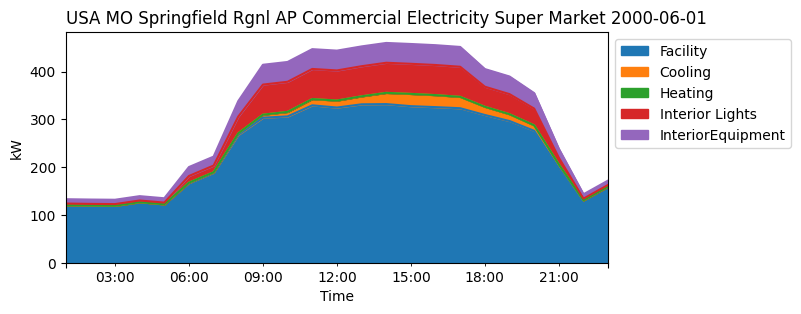 USA MO Springfield Rgnl AP Commercial Electricity Super Market 2000-06-01
400
300
200
100
0
kW
03:00 06:00 09:00 12:00 15:00 18:00 21:00
Time
Facility
Cooling
Heating
Interior Lights
InteriorEquipment